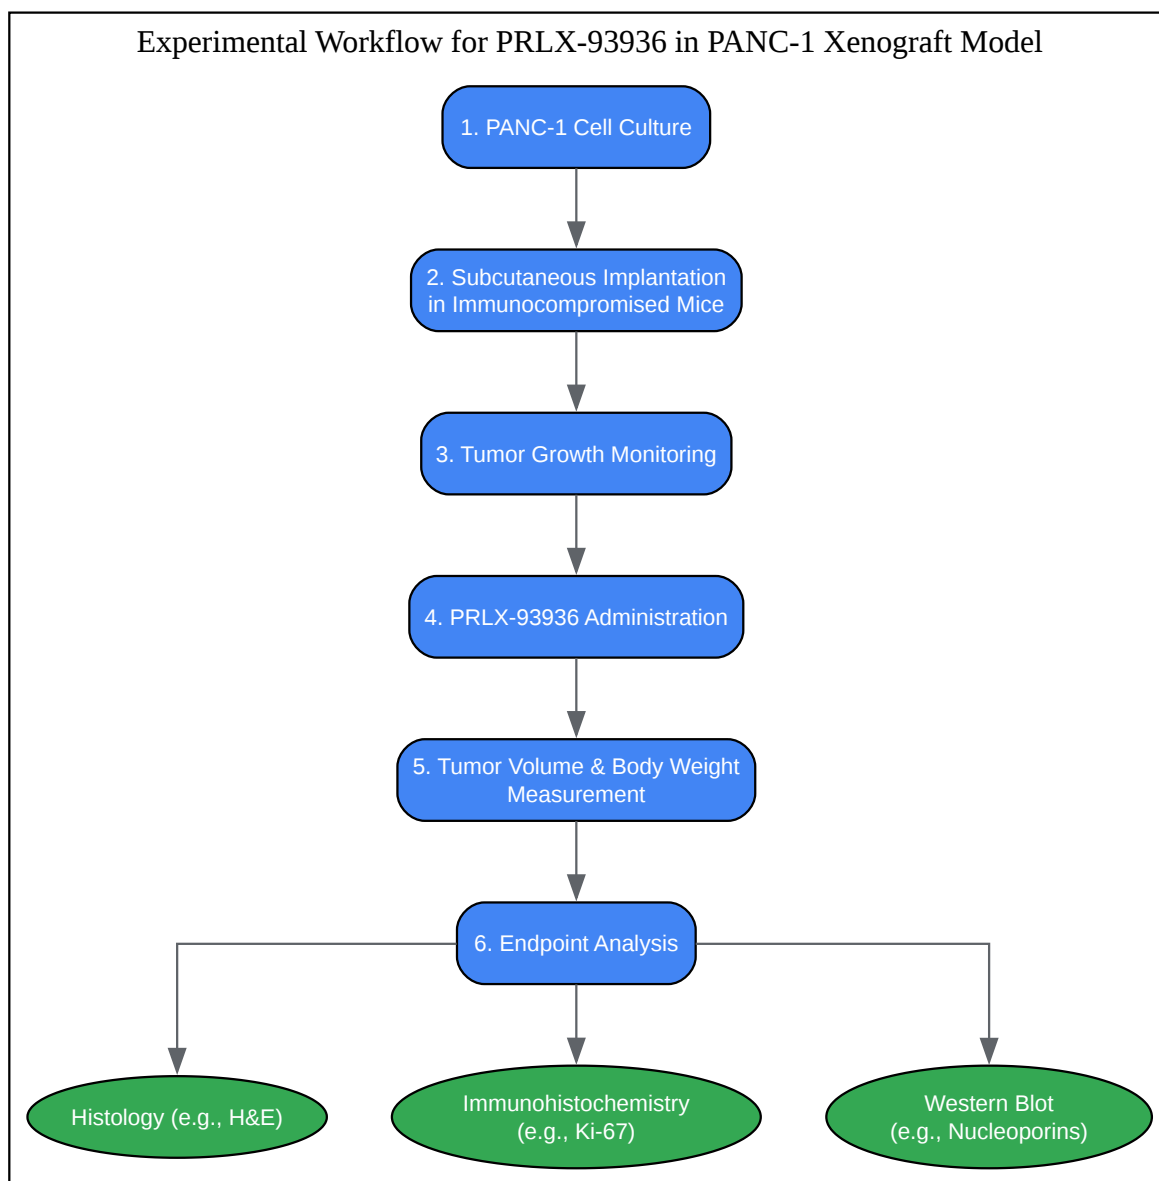 Experimental Workflow for PRLX-93936 in PANC-1 Xenograft Model
1. PANC-1 Cell Culture
2. Subcutaneous Implantation
in Immunocompromised Mice
3. Tumor Growth Monitoring
4. PRLX-93936 Administration
5. Tumor Volume & Body Weight
Measurement
6. Endpoint Analysis
Histology (e.g., H&E)
Immunohistochemistry
(e.g., Ki-67)
Western Blot
(e.g., Nucleoporins)